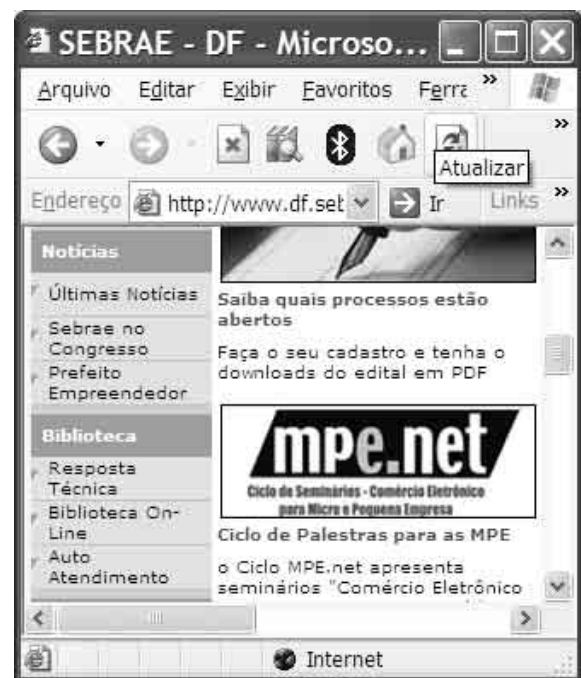 SEBRAE - DF - Microso...
Arquivo Editar Exibir Favoritos Ferra »
»
Atualizar
Endereço http://www.df.seb Ir Links »
Notícias
Últimas Notícias
Sebrae no
Congresso
Prefeito
Empreendedor
Biblioteca
Resposta
Técnica
Biblioteca On-
Line
Auto
Atendimento
Saiba quais processos estão
abertos
Faça o seu cadastro e tenha o
downloads do edital em PDF
mpe.net
Ciclo de Seminários - Comércio Eletrônico
para Micro e Pequena Empresa
Ciclo de Palestras para as MPE
o Ciclo MPE.net apresenta
seminários "Comércio Eletrônico
Internet